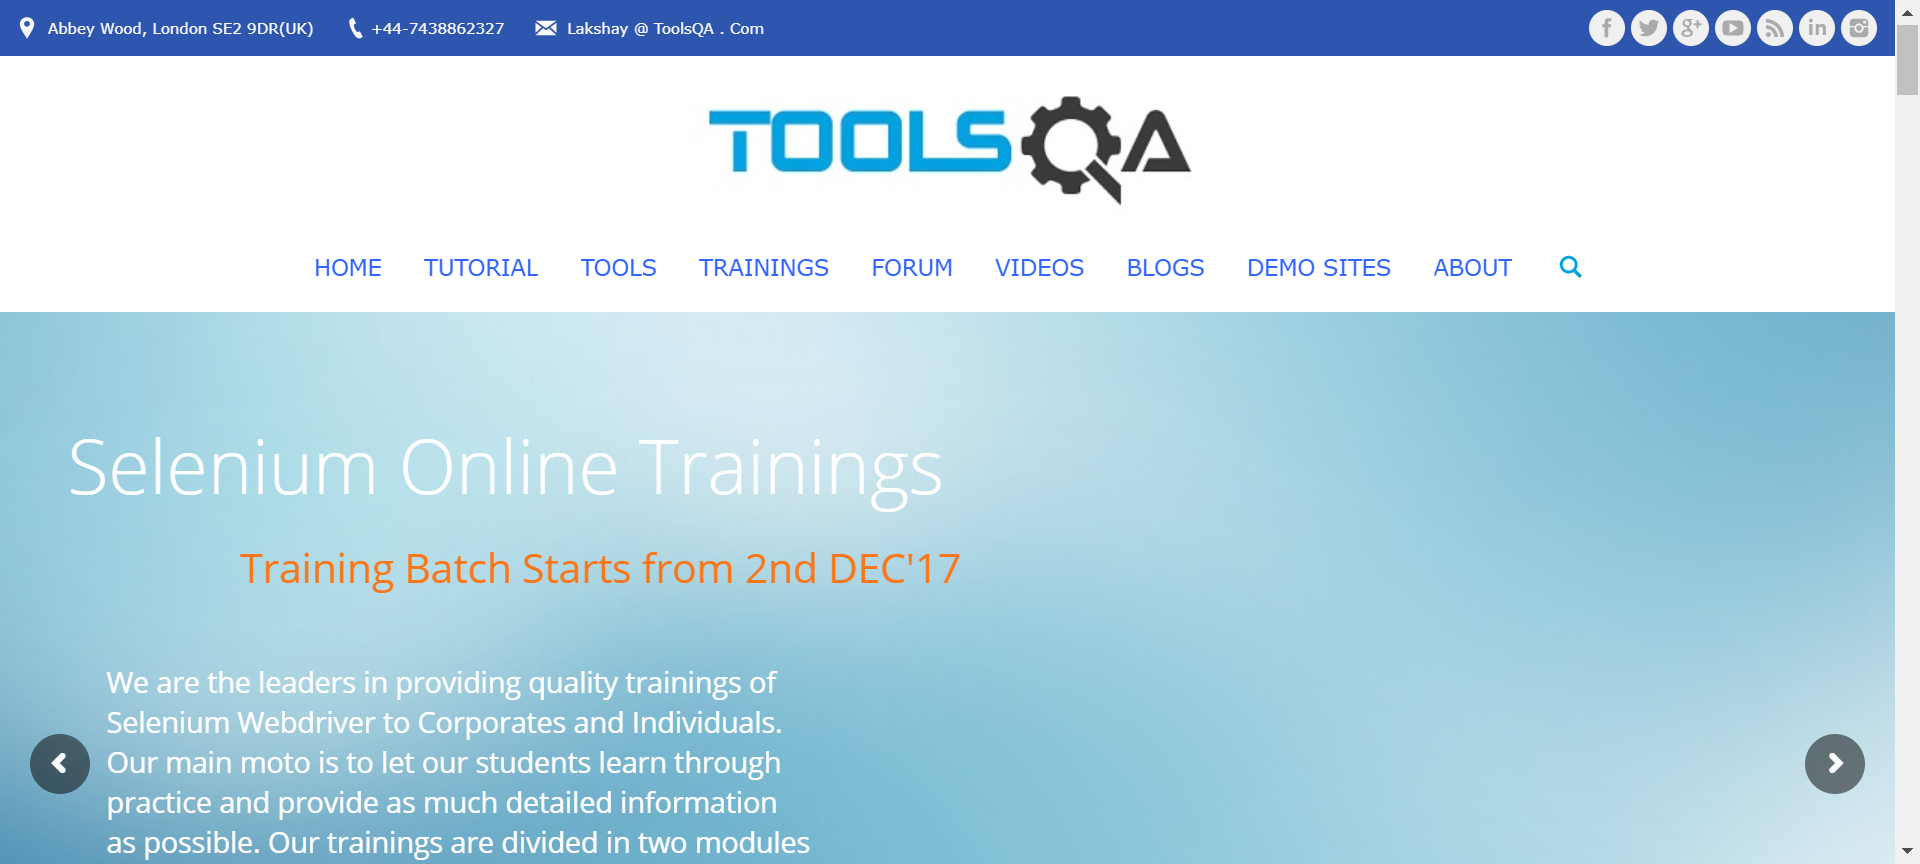 Abbey Wood, London SE2 9DR(UK) +44-7438862327 Lakshay @ ToolsQA . Com
TOOLSQA
HOME TUTORIAL TOOLS TRAININGS FORUM VIDEOS BLOGS DEMO SITES ABOUT
Selenium Online Trainings
Training Batch Starts from 2nd DEC'17
We are the leaders in providing quality trainings of
Selenium Webdriver to Corporates and Individuals.
Our main moto is to let our students learn through
practice and provide as much detailed information
as possible. Our trainings are divided in two modules